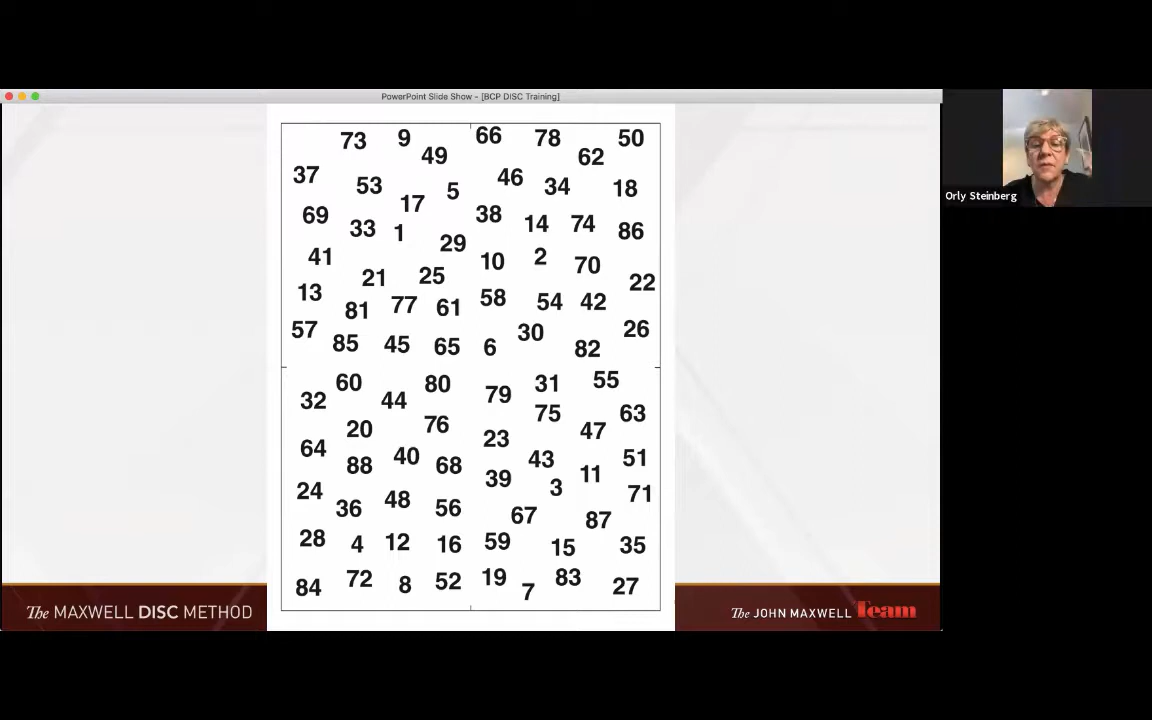 PowerPoint Slide Show - [BCP DISC Training]
73 9 66 78 50
49 62
37 53 5 46 34 18
17
69 33 1 38 14 74 86
29
41 10 2 70
21 25 22
13 81 77 61 58 54 42
57 30 26
85 45 65 6 82
60 80 31 55
32 44 79 75 63
20 76 47
64 23
88 40 68 43 51
39 3 11 71
24 36 48 56
67 87
28 4 12 16 59 15 35
84 72 8 52 19 7 83 27
The MAXWELL DISC METHOD
The JOHN MAXWELL Team
Orly Steinberg